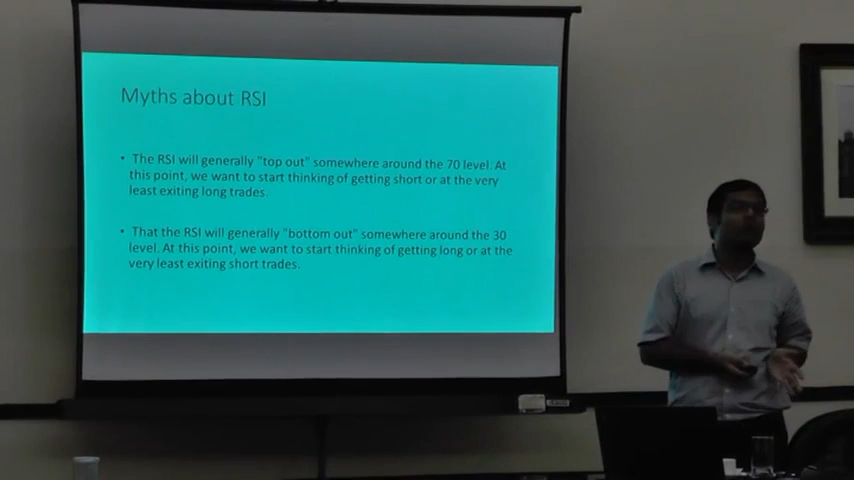 Myths about RSI
• The RSI will generally "top out" somewhere around the 70 level. At
this point, we want to start thinking of getting short or at the very
least exiting long trades.
• That the RSI will generally "bottom out" somewhere around the 30
level. At this point, we want to start thinking of getting long or at the
very least exiting short trades.